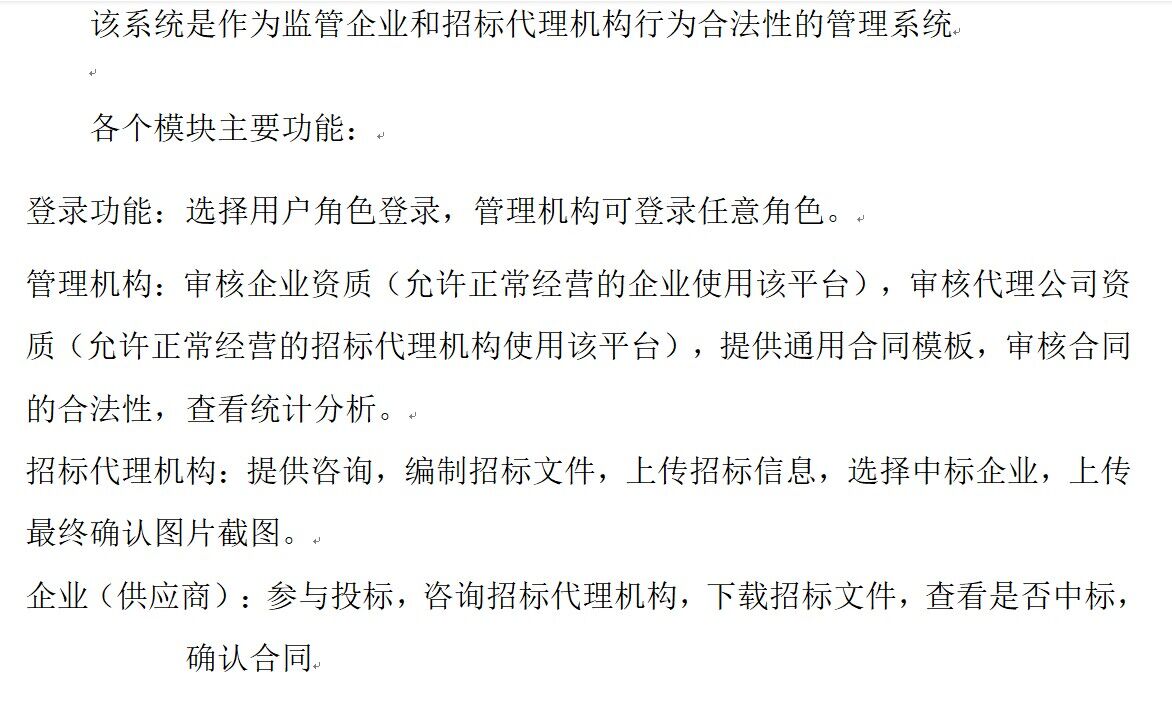 该系统是作为监管企业和招标代理机构行为合法性的管理系统
各个模块主要功能：
登录功能：选择用户角色登录，管理机构可登录任意角色。
管理机构：审核企业资质（允许正常经营的企业使用该平台），审核代理公司资
质（允许正常经营的招标代理机构使用该平台），提供通用合同模板，审核合同
的合法性，查看统计分析。
招标代理机构：提供咨询，编制招标文件，上传招标信息，选择中标企业，上传
最终确认图片截图。
企业（供应商）：参与投标，咨询招标代理机构，下载招标文件，查看是否中标，
确认合同